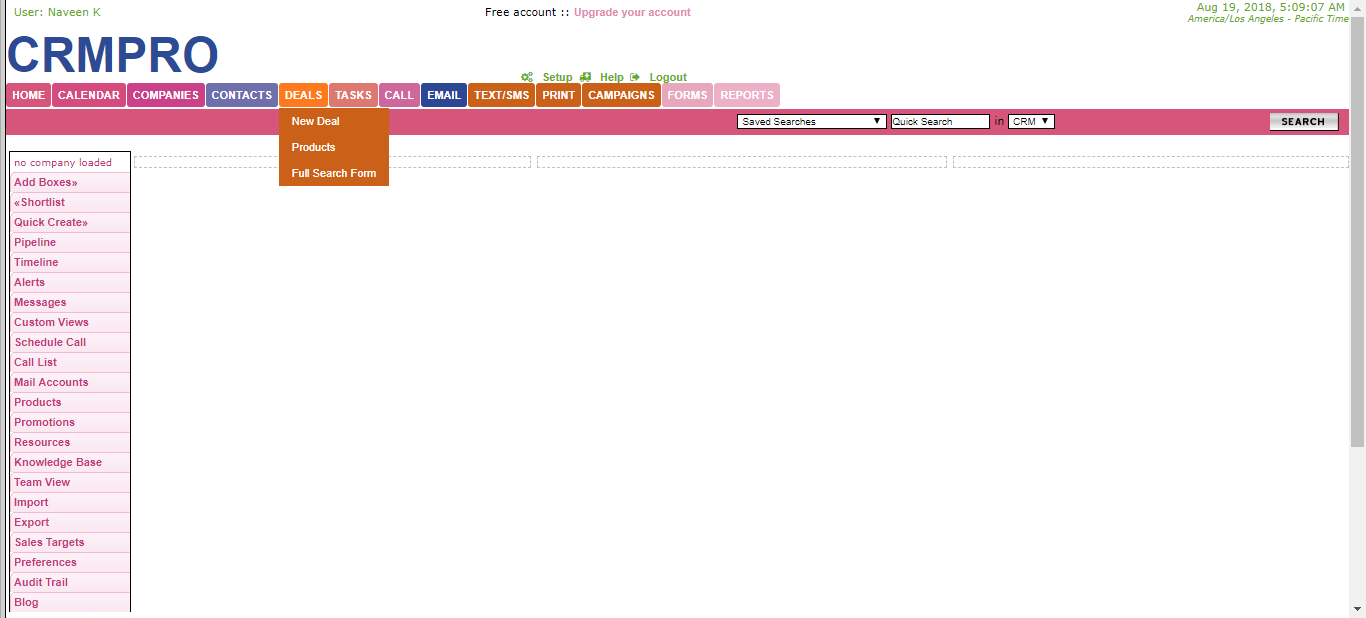 User: Naveen K
Free account :: Upgrade your account
Aug 19, 2018, 5:09:07 AM
America/Los Angeles - Pacific Time
CRMPRO
Setup Help Logout
HOME CALENDAR COMPANIES CONTACTS DEALS TASKS CALL EMAIL TEXT/SMS PRINT CAMPAIGNS FORMS REPORTS
New Deal
Products
Full Search Form
Saved Searches Quick Search in CRM SEARCH
no company loaded
Add Boxes»
«Shortlist
Quick Create»
Pipeline
Timeline
Alerts
Messages
Custom Views
Schedule Call
Call List
Mail Accounts
Products
Promotions
Resources
Knowledge Base
Team View
Import
Export
Sales Targets
Preferences
Audit Trail
Blog